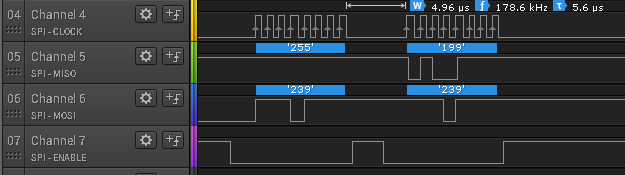 04 Channel 4
SPI - CLOCK
W 4.96 µs f 178.6 kHz τ 5.6 µs
'255' '199'
05 Channel 5
SPI - MISO
'239' '239'
06 Channel 6
SPI - MOSI
07 Channel 7
SPI - ENABLE